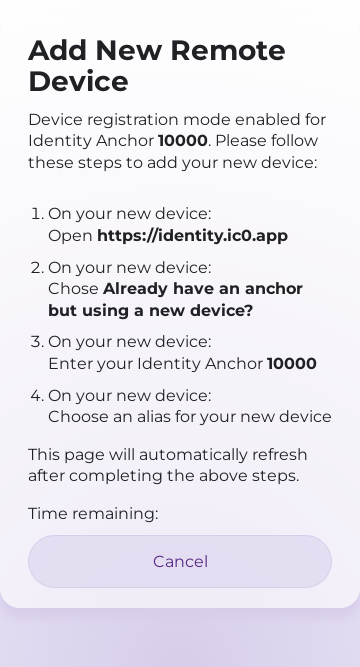 Add New Remote
Device
Device registration mode enabled for
Identity Anchor 10000. Please follow
these steps to add your new device:
1. On your new device:
Open https://identity.ic0.app
2. On your new device:
Chose Already have an anchor
but using a new device?
3. On your new device:
Enter your Identity Anchor 10000
4. On your new device:
Choose an alias for your new device
This page will automatically refresh
after completing the above steps.
Time remaining:
Cancel